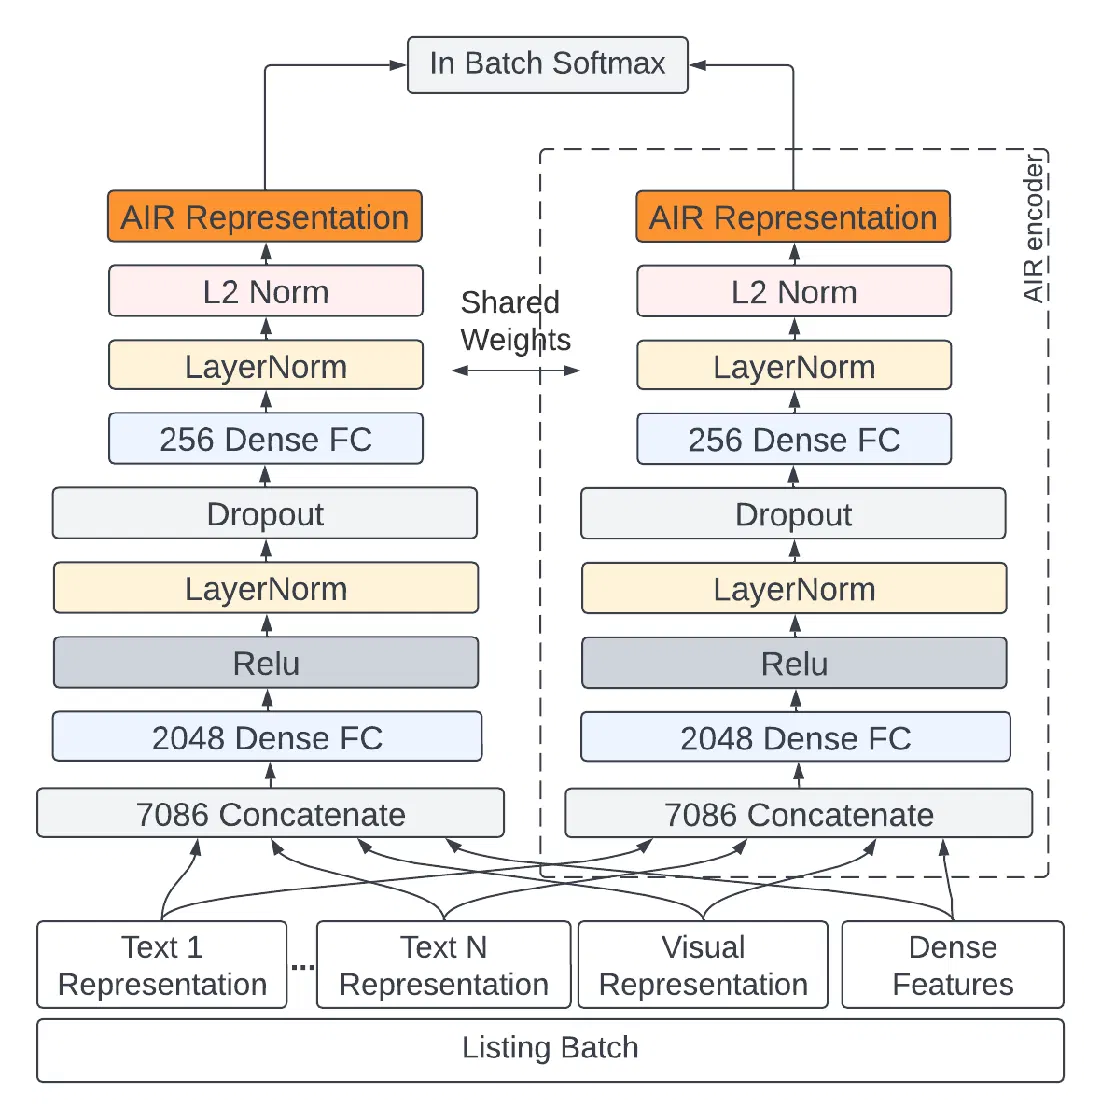 In Batch Softmax
AIR encoder
AIR Representation
AIR Representation
L2 Norm
L2 Norm
Shared
Weights
LayerNorm
LayerNorm
256 Dense FC
256 Dense FC
Dropout
Dropout
LayerNorm
LayerNorm
Relu
Relu
2048 Dense FC
2048 Dense FC
7086 Concatenate
7086 Concatenate
Text 1
Representation
...
Text N
Representation
Visual
Representation
Dense
Features
Listing Batch